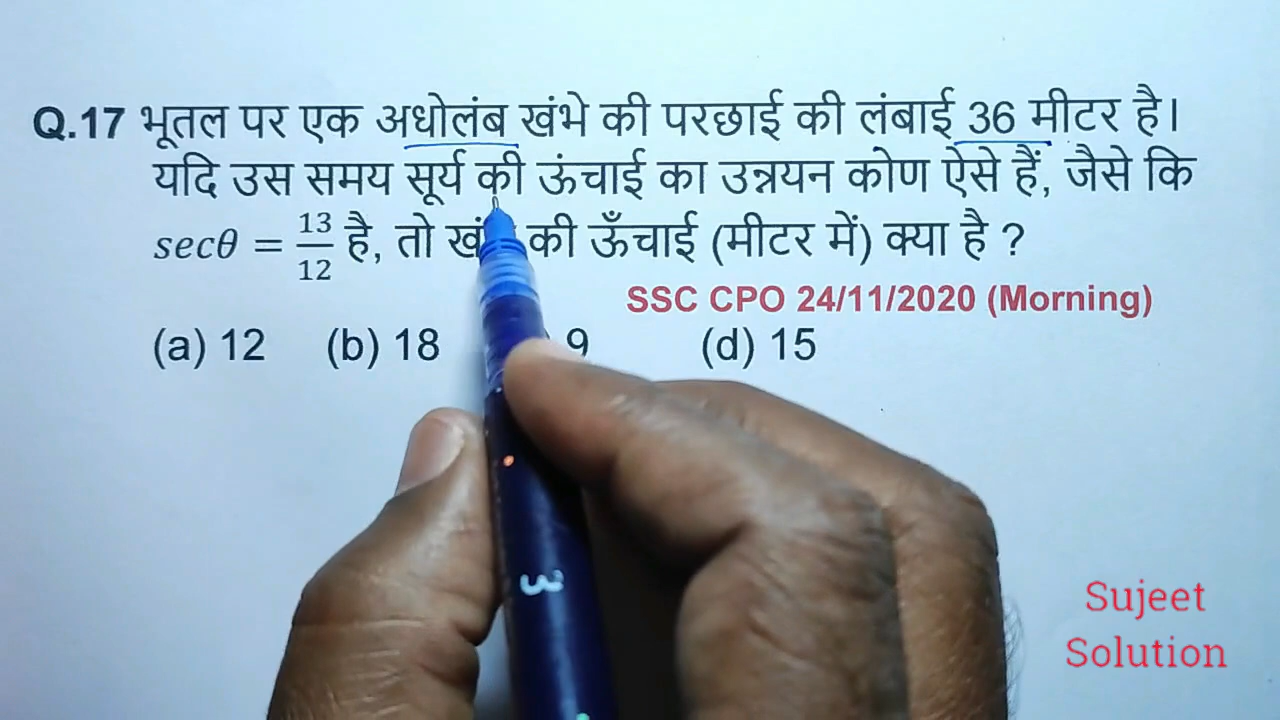 Q.17 भूतल पर एक अधोलंब खंभे की परछाई की लंबाई 36 मीटर है।
यदि उस समय सूर्य की ऊंचाई का उन्नयन कोण ऐसे हैं, जैसे कि
secθ = 13/12 है, तो की ऊँचाई (मीटर में) क्या है ?
SSC CPO 24/11/2020 (Morning)
(a) 12 (b) 18 9 (d) 15
Sujeet
Solution